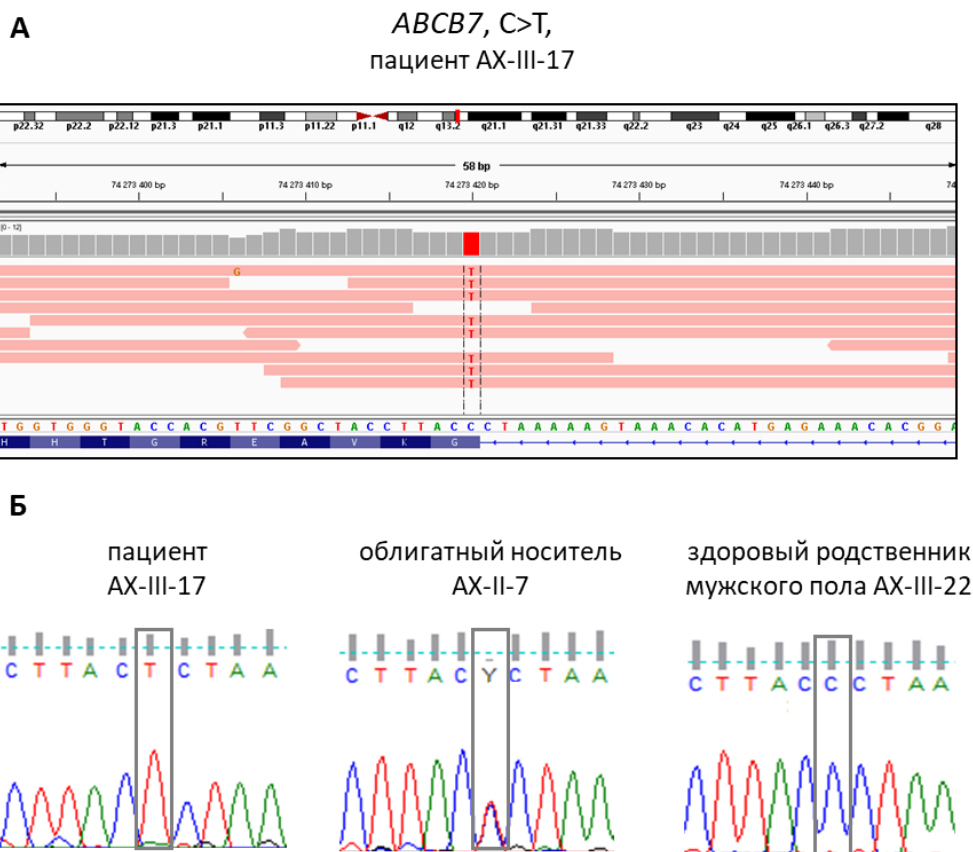 А
ABCB7, C>T,
пациент AX-III-17
p22.32 p22.2 p22.12 p21.3 p21.1 p11.3 p11.22 p11.1 q12 q13.2 q21.1 q21.31 q21.33 q22.2 q23 q24 q25 q26.1 q26.3 q27.2 q28
58 bp
74 273 400 bp 74 273 410 bp 74 273 420 bp 74 273 430 bp 74 273 440 bp 74
[0 - 12]
G T
T
T
T
T
T
T
T
T G G T G G G T A C C A C G T T C G G C T A C C T T A C C C T A A A A A G T A A A C A C A T G A G A A A C A C G G A
H H T G R E A V K G
Б
пациент
AX-III-17
облигатный носитель
AX-II-7
здоровый родственник
мужского пола AX-III-22
C T T A C T C T A A
C T T A C Y C T A A
C T T A C C C T A A